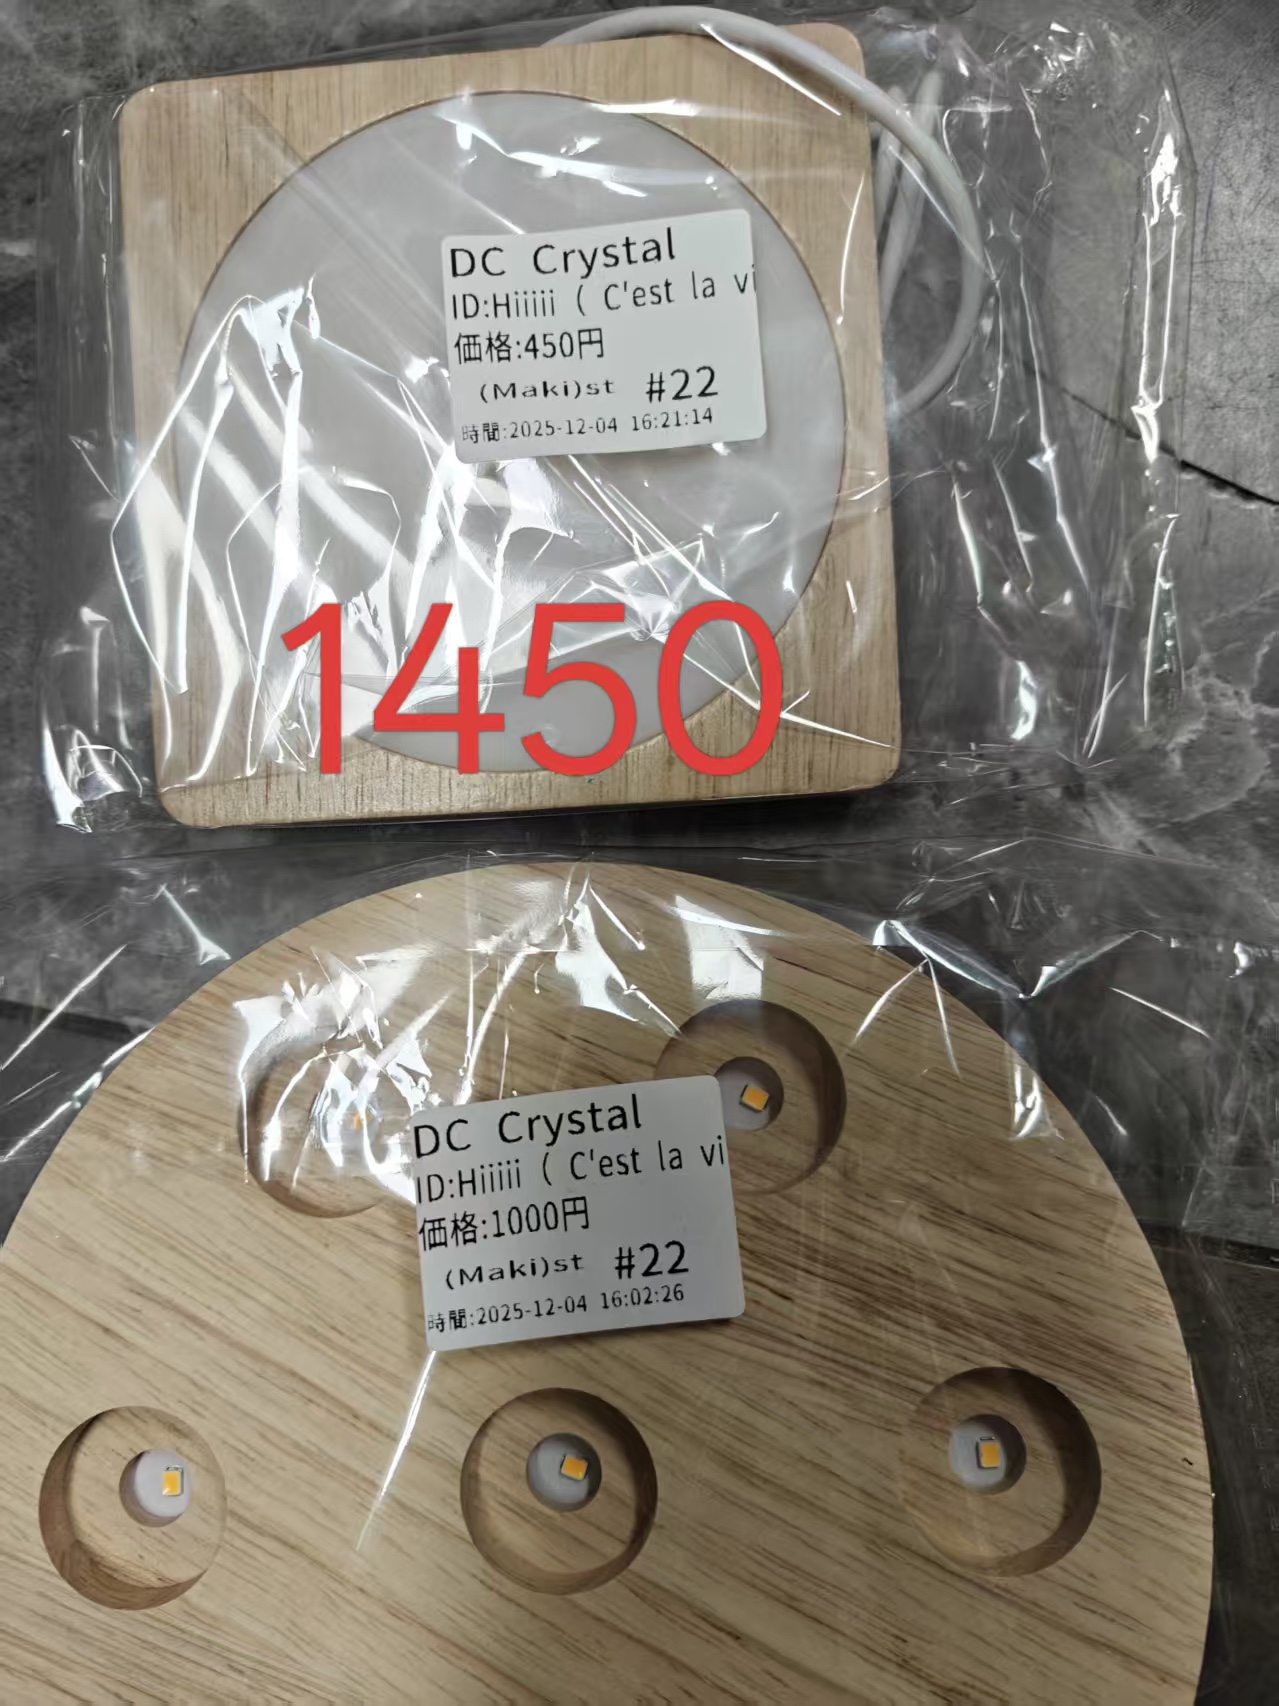 DC Crystal
ID:Hiiiii ( C'est la vi
価格:450円
(Maki)st #22
時間:2025-12-04 16:21:14
1450
DC Crystal
ID:Hiiiii ( C'est la vi
価格:1000円
(Maki)st #22
時間:2025-12-04 16:02:26